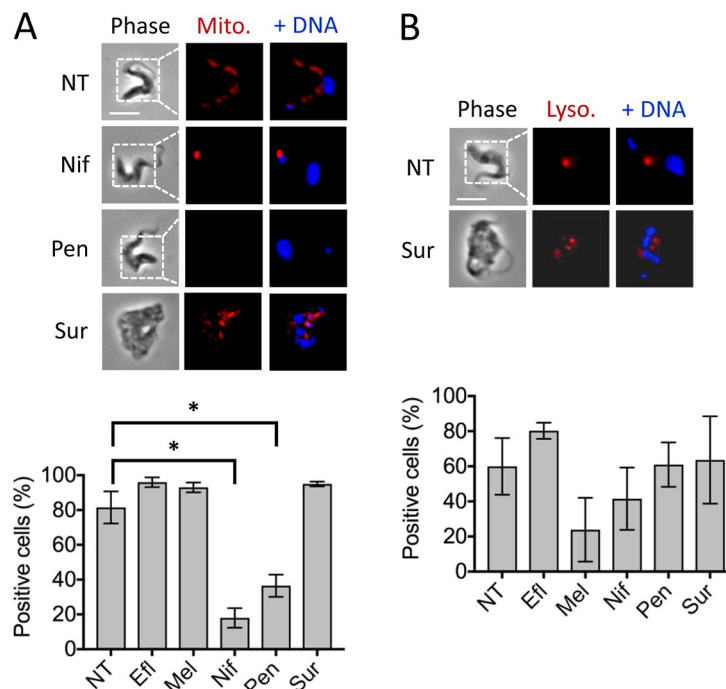 A
Phase Mito. + DNA
NT
Nif
Pen
Sur
*
*
Positive cells (%)
100
80
60
40
20
0
NT Efl Mel Nif Pen Sur
B
Phase Lyso. + DNA
NT
Sur
Positive cells (%)
100
80
60
40
20
0
NT Efl Mel Nif Pen Sur